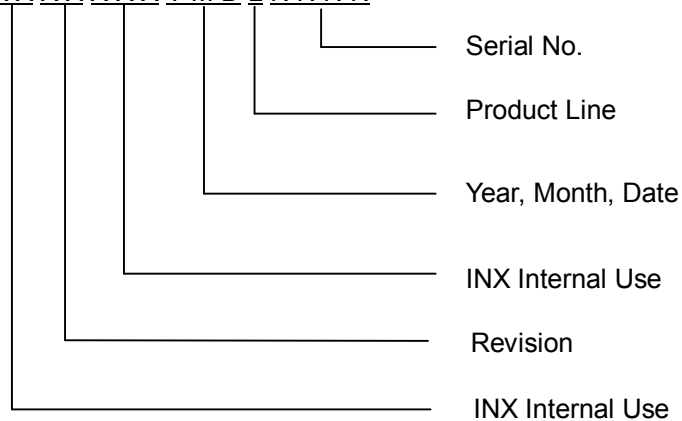 Serial No.
Product Line
Year, Month, Date
INX Internal Use
Revision
INX Internal Use